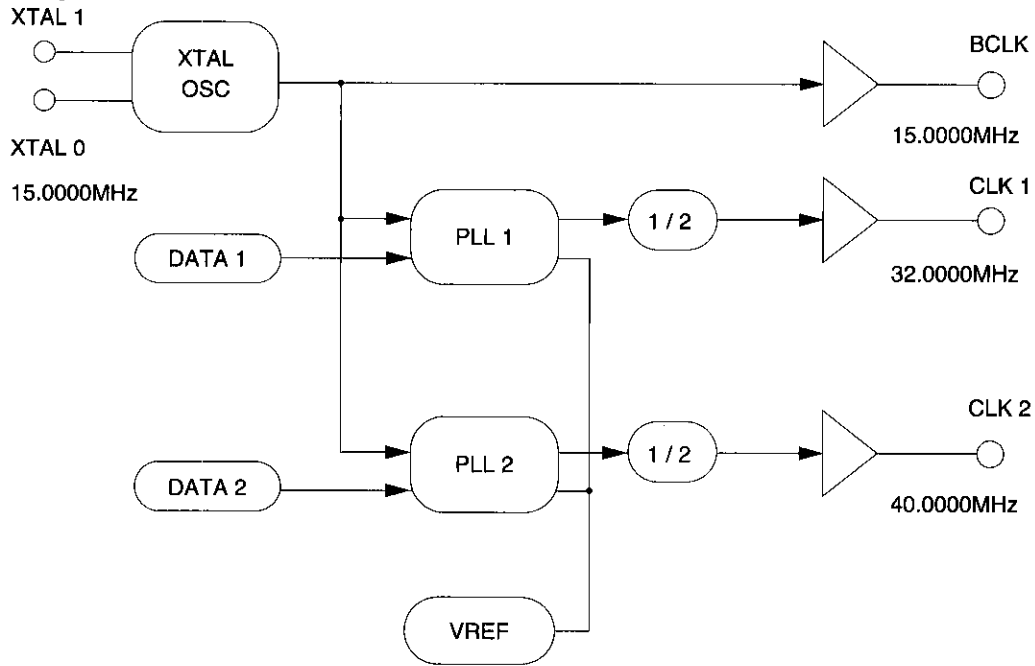 XTAL 1
XTAL
OSC
BCLK
XTAL 0
15.0000MHz
15.0000MHz
CLK 1
PLL 1
1 / 2
DATA 1
32.0000MHz
CLK 2
PLL 2
1 / 2
DATA 2
40.0000MHz
VREF